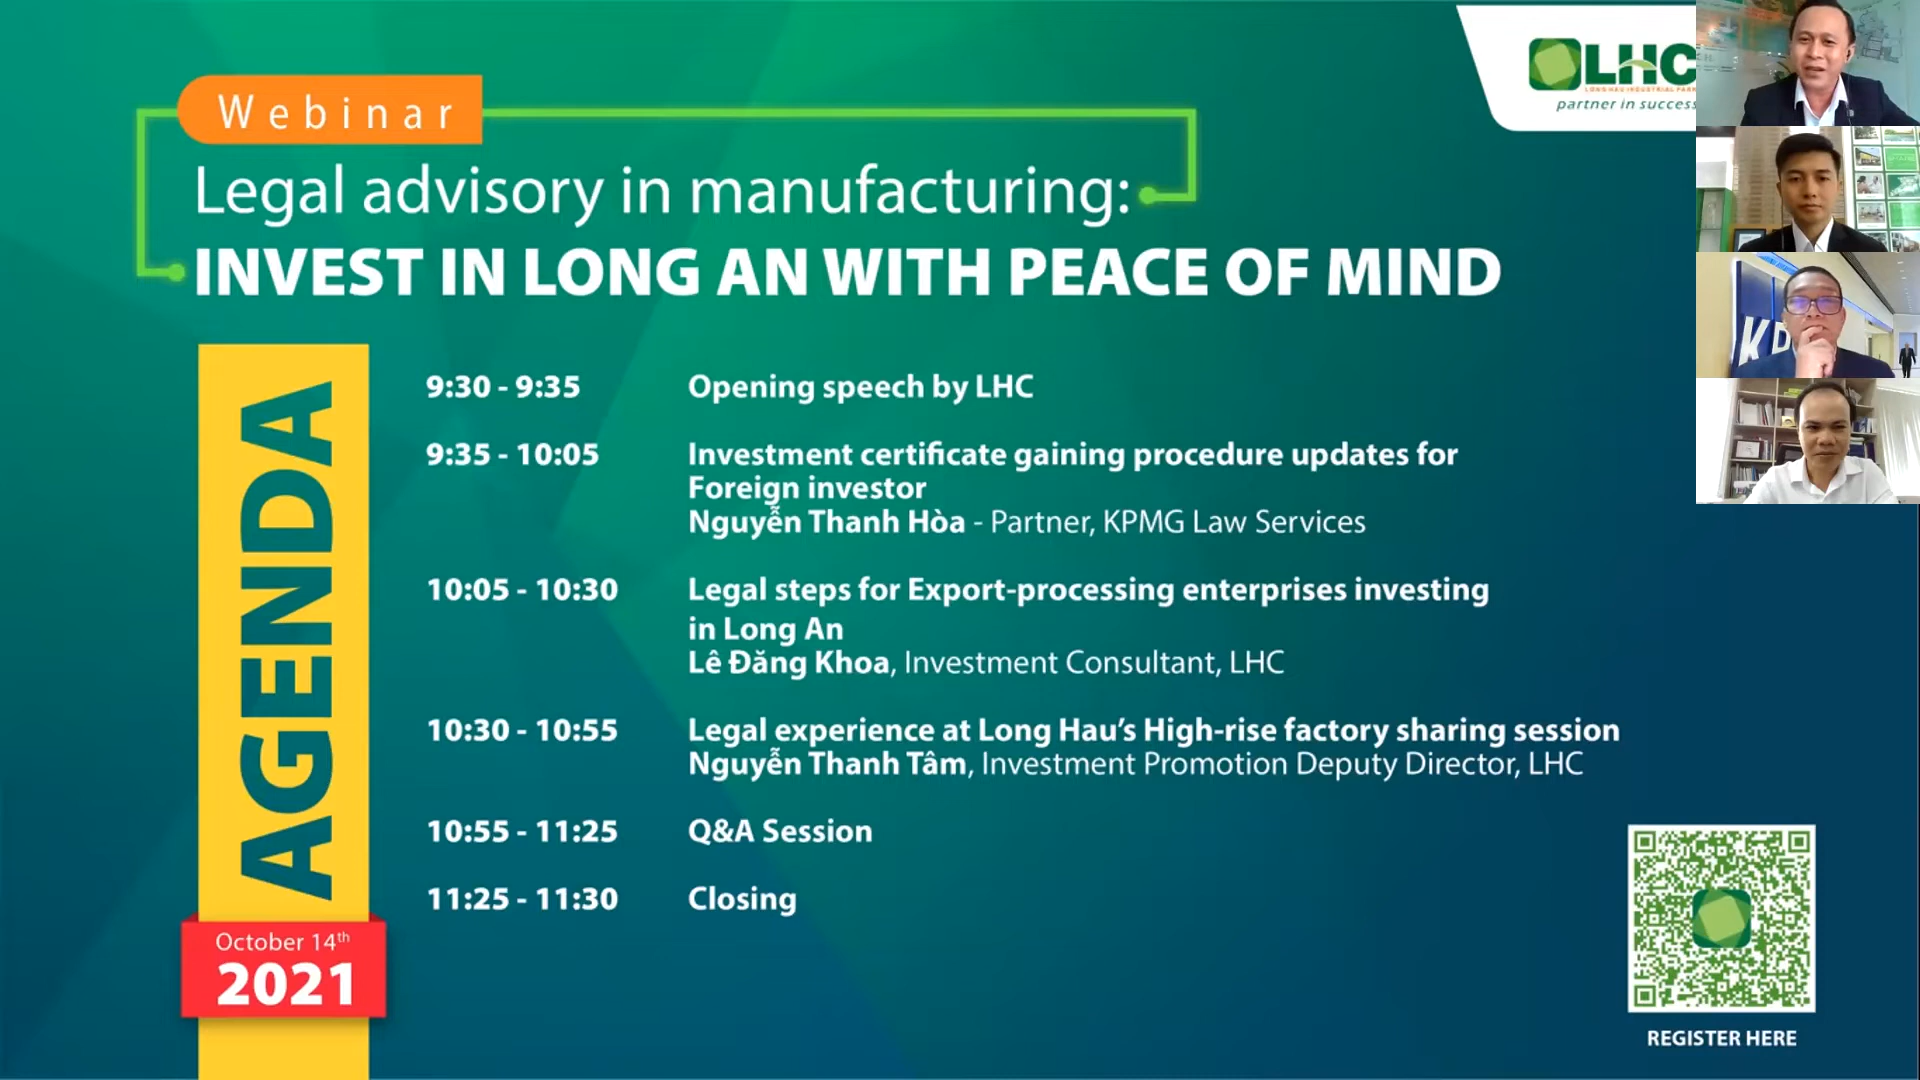 Webinar
Legal advisory in manufacturing:
INVEST IN LONG AN WITH PEACE OF MIND
LHC
LONG HAU INDUSTRIAL PARK
partner in success
AGENDA
October 14th
2021
9:30 - 9:35 Opening speech by LHC
9:35 - 10:05 Investment certificate gaining procedure updates for
Foreign investor
Nguyễn Thanh Hòa - Partner, KPMG Law Services
10:05 - 10:30 Legal steps for Export-processing enterprises investing
in Long An
Lê Đăng Khoa, Investment Consultant, LHC
10:30 - 10:55 Legal experience at Long Hau’s High-rise factory sharing session
Nguyễn Thanh Tâm, Investment Promotion Deputy Director, LHC
10:55 - 11:25 Q&A Session
11:25 - 11:30 Closing
REGISTER HERE